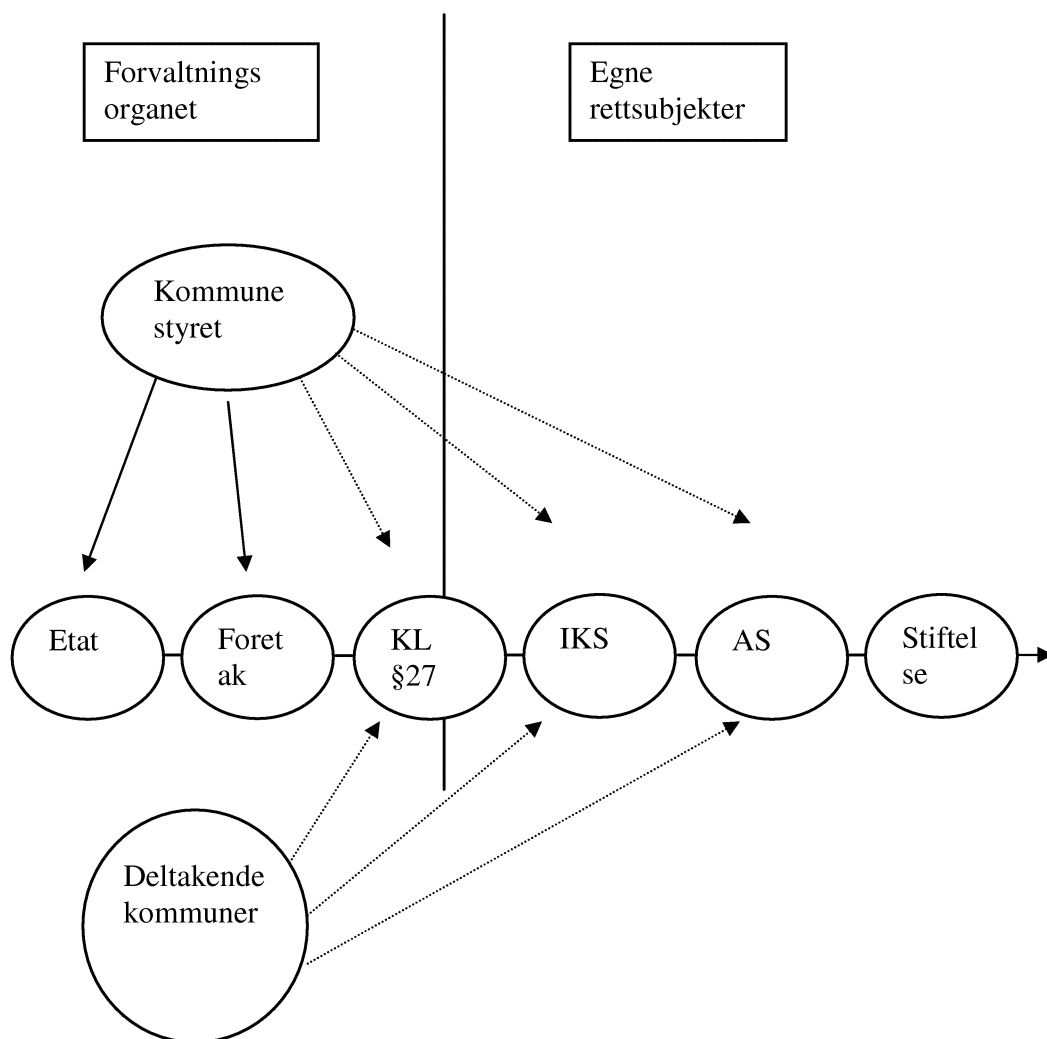 Forvaltnings
organet
Egne
rettsubjekter
Kommune
styret
Etat
Foret
ak
KL
§27
IKS
AS
Stiftel
se
Deltakende
kommuner